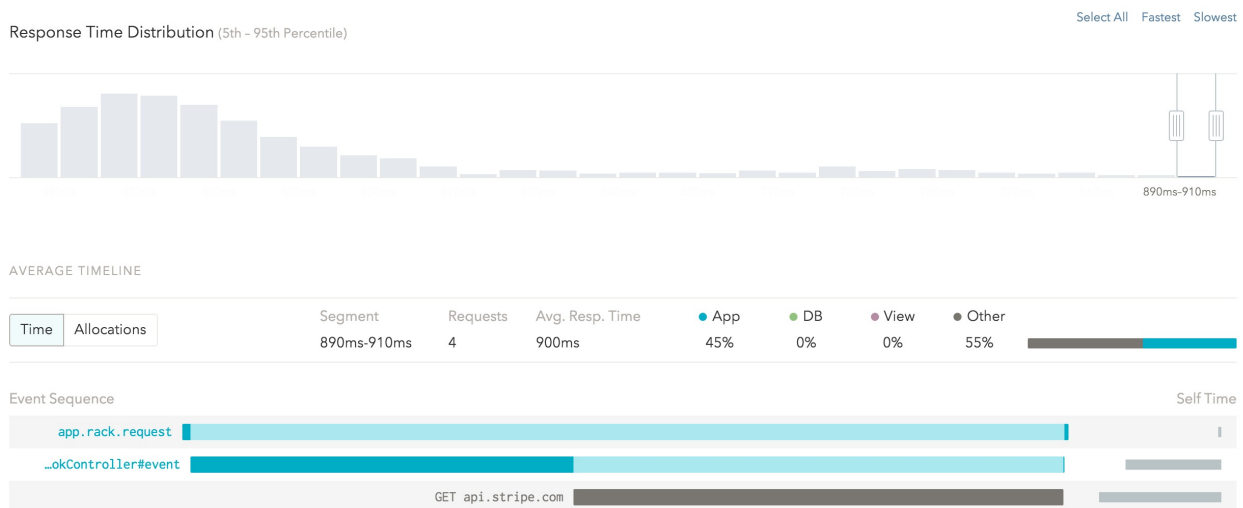 Select All Fastest Slowest
Response Time Distribution (5th - 95th Percentile)
890ms-910ms
AVERAGE TIMELINE
Time Allocations
Segment Requests Avg. Resp. Time App DB View Other
890ms-910ms 4 900ms 45% 0% 0% 55%
Event Sequence Self Time
app.rack.request
…okController#event
GET api.stripe.com